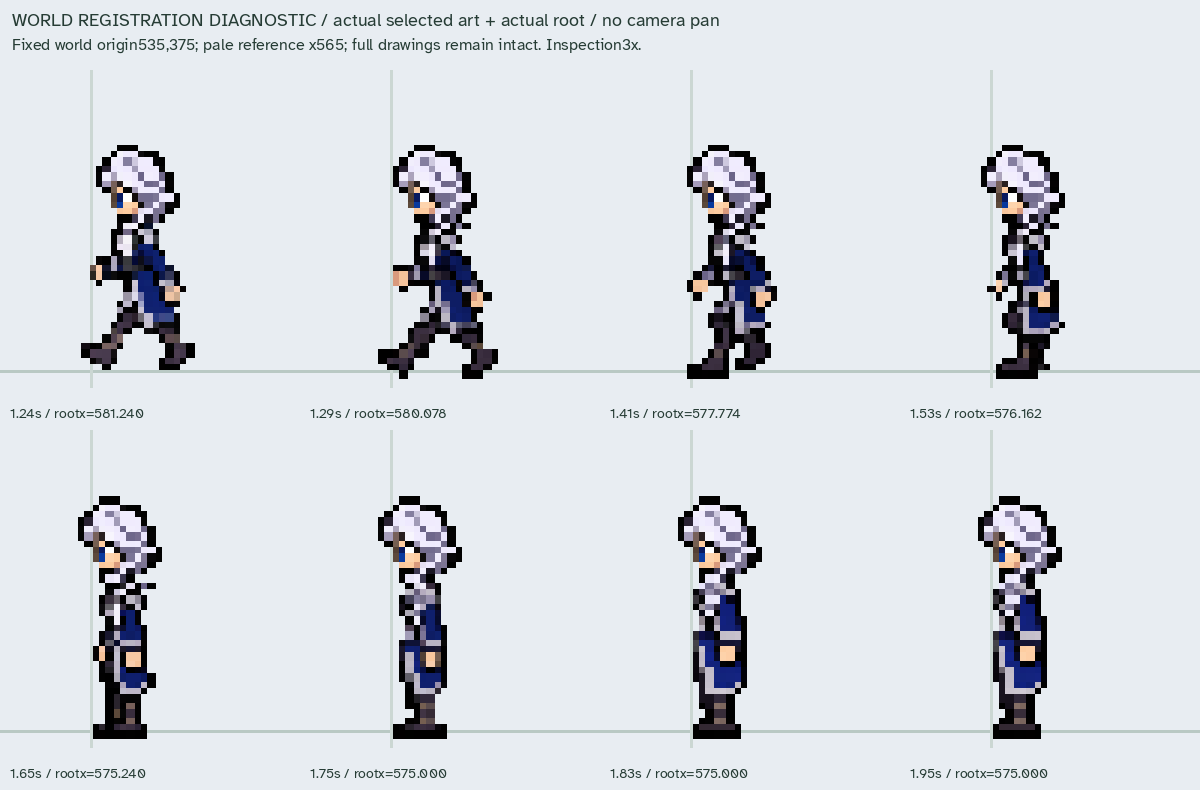 WORLD REGISTRATION DIAGNOSTIC / actual selected art + actual root / no camera pan
Fixed world origin535,375; pale reference x565; full drawings remain intact. Inspection3x.
1.24s / rootx=581.240
1.29s / rootx=580.078
1.41s / rootx=577.774
1.53s / rootx=576.162
1.65s / rootx=575.240
1.75s / rootx=575.000
1.83s / rootx=575.000
1.95s / rootx=575.000